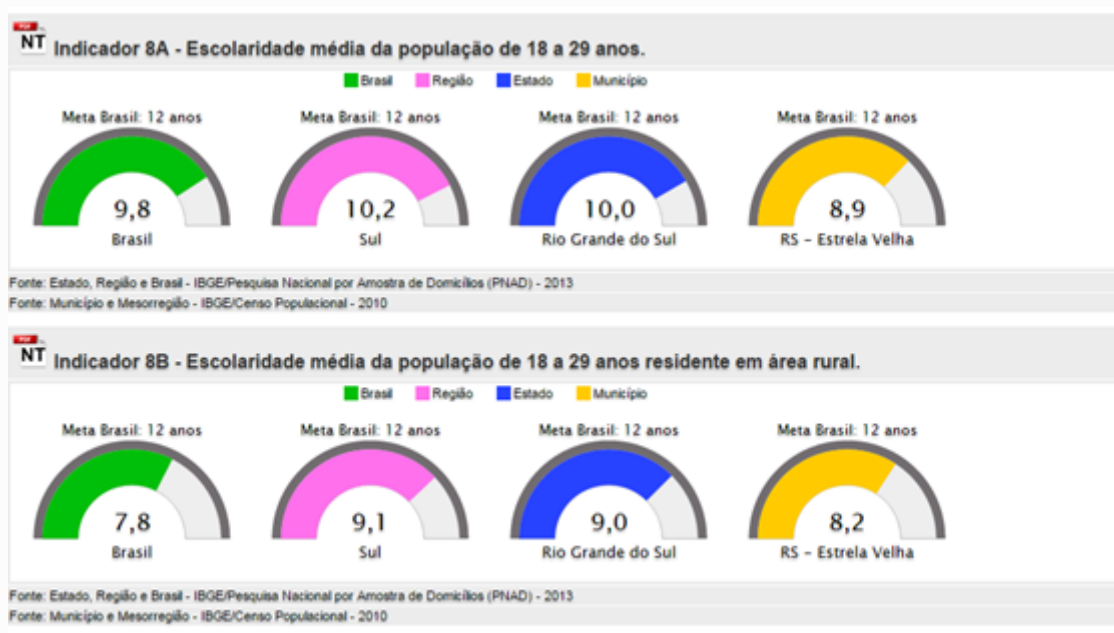 PDF
NT Indicador 8A - Escolaridade média da população de 18 a 29 anos.
Brasil Região Estado Município
Meta Brasil: 12 anos Meta Brasil: 12 anos Meta Brasil: 12 anos Meta Brasil: 12 anos
9,8 10,2 10,0 8,9
Brasil Sul Rio Grande do Sul RS - Estrela Velha
Fonte: Estado, Região e Brasil - IBGE/Pesquisa Nacional por Amostra de Domicílios (PNAD) - 2013
Fonte: Município e Mesorregião - IBGE/Censo Populacional - 2010
PDF
NT Indicador 8B - Escolaridade média da população de 18 a 29 anos residente em área rural.
Brasil Região Estado Município
Meta Brasil: 12 anos Meta Brasil: 12 anos Meta Brasil: 12 anos Meta Brasil: 12 anos
7,8 9,1 9,0 8,2
Brasil Sul Rio Grande do Sul RS - Estrela Velha
Fonte: Estado, Região e Brasil - IBGE/Pesquisa Nacional por Amostra de Domicílios (PNAD) - 2013
Fonte: Município e Mesorregião - IBGE/Censo Populacional - 2010